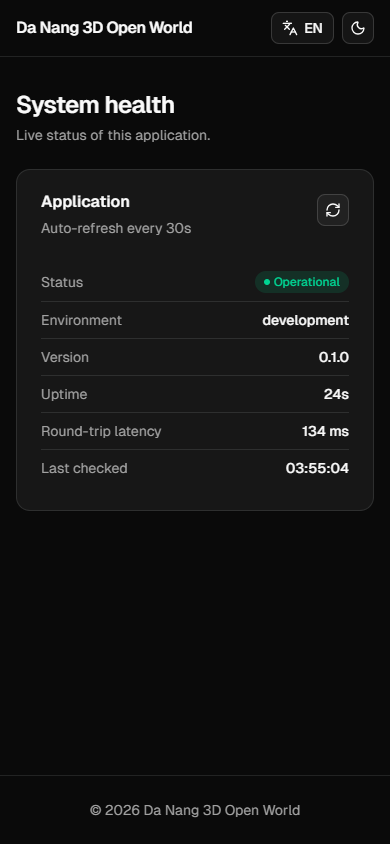 Da Nang 3D Open World
EN
System health
Live status of this application.
Application
Auto-refresh every 30s
Status Operational
Environment development
Version 0.1.0
Uptime 24s
Round-trip latency 134 ms
Last checked 03:55:04
© 2026 Da Nang 3D Open World